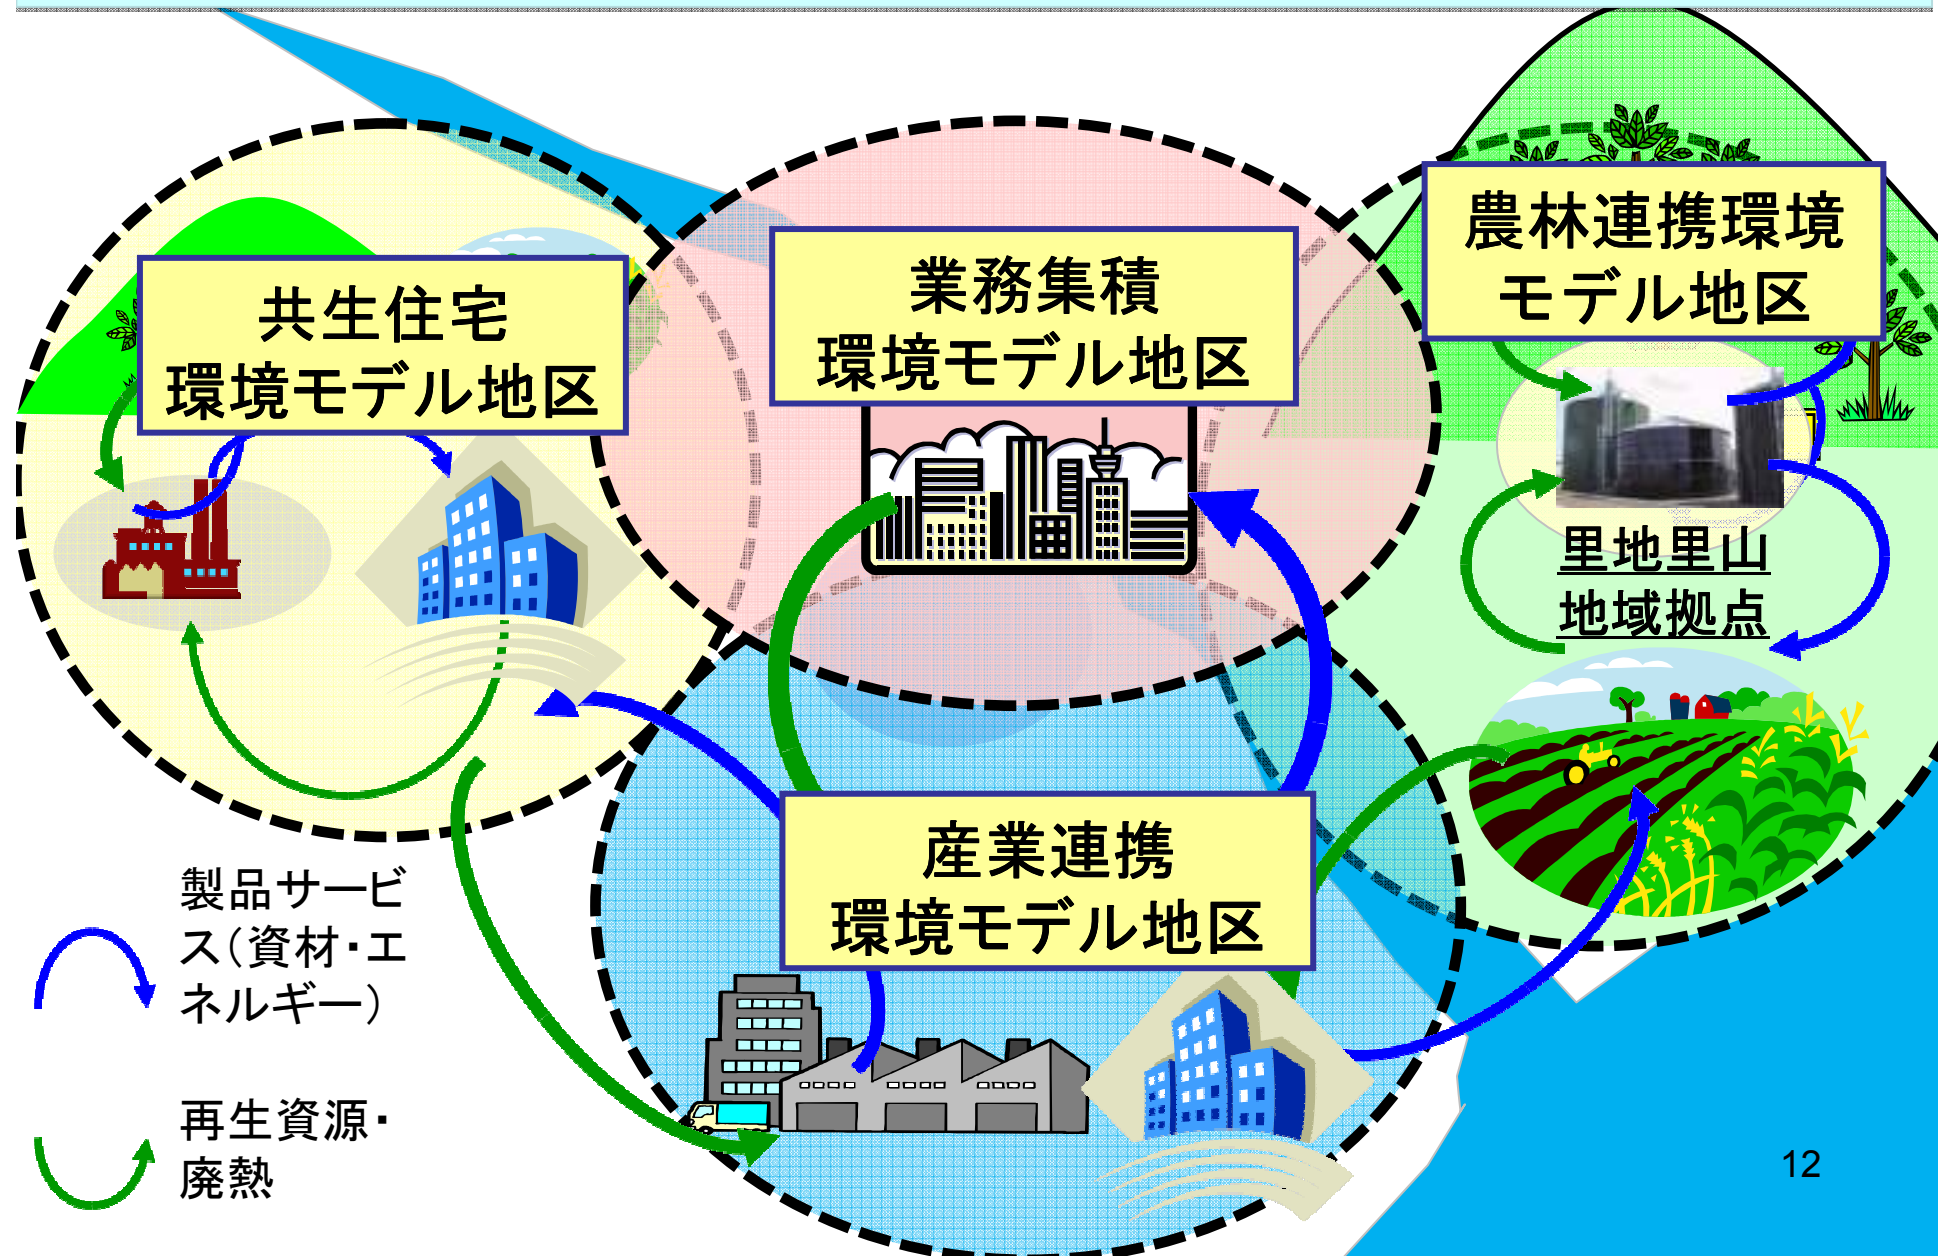 共生住宅
環境モデル地区
業務集積
環境モデル地区
農林連携環境
モデル地区
里地里山
地域拠点
産業連携
環境モデル地区
製品サービ
ス(資材・エ
ネルギー)
再生資源・
廃熱
12